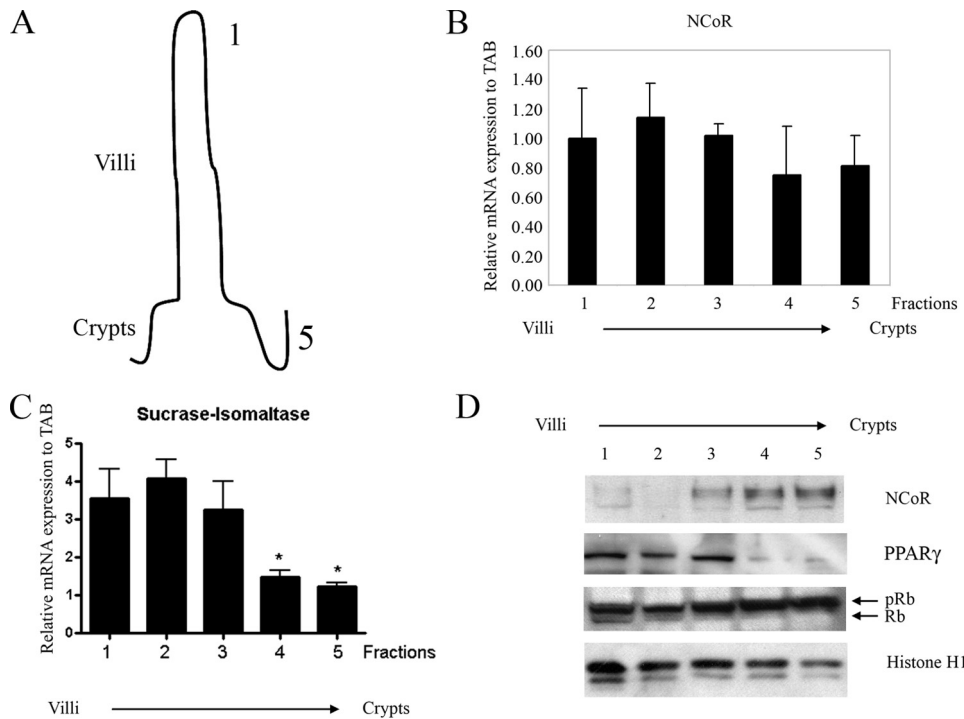 A
1
Villi
Crypts
5
B
NCoR
Relative mRNA expression to TAB
1.60
1.40
1.20
1.00
0.80
0.60
0.40
0.20
0.00
1 2 3 4 5 Fractions
Villi Crypts
C
Sucrase-Isomaltase
Relative mRNA expression to TAB
5
4
3
2
1
0
* *
1 2 3 4 5 Fractions
Villi Crypts
D
Villi Crypts
1 2 3 4 5
NCoR
PPARγ
pRb
Rb
Histone H1